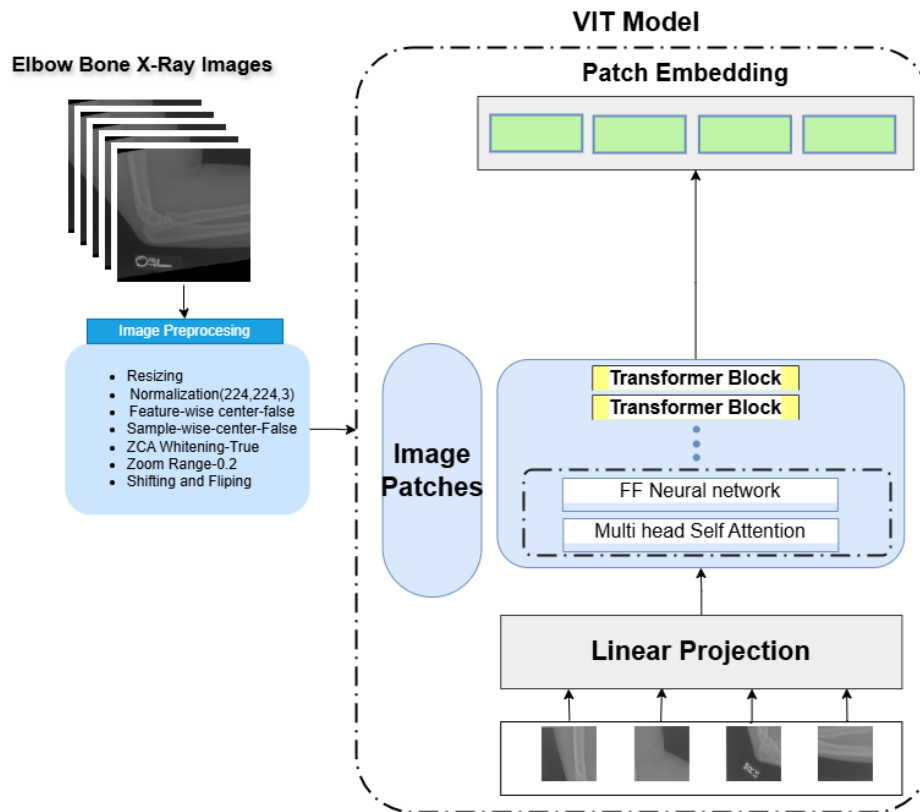 VIT Model
Elbow Bone X-Ray Images
Patch Embedding
Image Preprocesing
Resizing
Normalization(224,224,3)
Feature-wise center-false
Sample-wise-center-False
ZCA Whitening-True
Zoom Range-0.2
Shifting and Fliping
Image
Patches
Transformer Block
Transformer Block
FF Neural network
Multi head Self Attention
Linear Projection